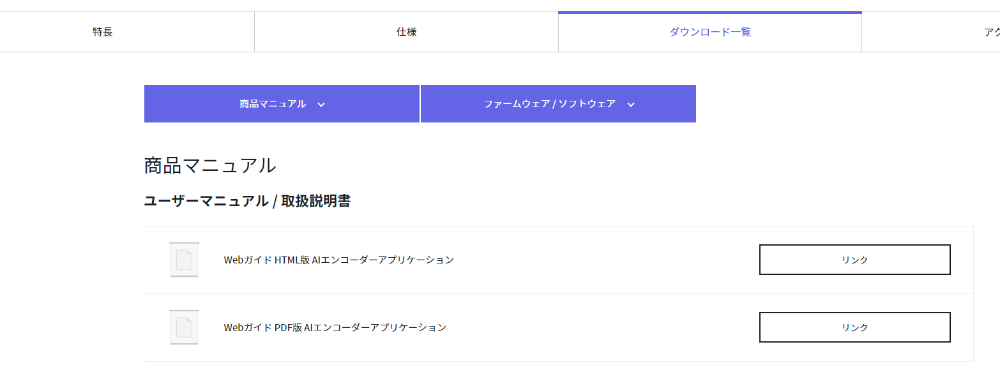 特長
仕様
ダウンロード一覧
アク
商品マニュアル
ファームウェア / ソフトウェア
商品マニュアル
ユーザーマニュアル / 取扱説明書
Webガイド HTML版 AIエンコーダーアプリケーション
リンク
Webガイド PDF版 AIエンコーダーアプリケーション
リンク